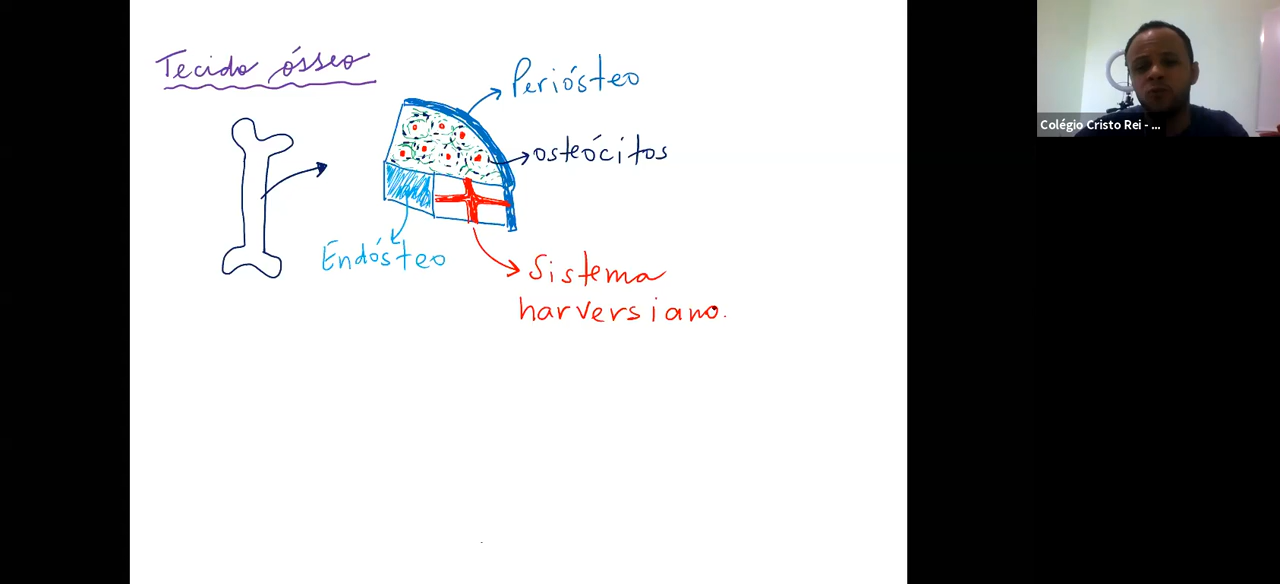 Tecido ósseo
Periósteo
osteócitos
Endósteo
Sistema
harversiano.
Colégio Cristo Rei - ...